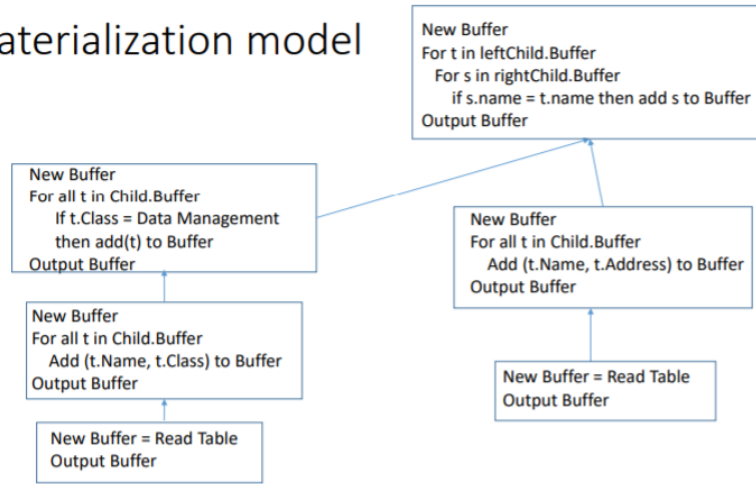 aterialization model
New Buffer
For t in leftChild.Buffer
For s in rightChild.Buffer
if s.name = t.name then add s to Buffer
Output Buffer
New Buffer
For all t in Child.Buffer
If t.Class = Data Management
then add(t) to Buffer
Output Buffer
New Buffer
For all t in Child.Buffer
Add (t.Name, t.Address) to Buffer
Output Buffer
New Buffer
For all t in Child.Buffer
Add (t.Name, t.Class) to Buffer
Output Buffer
New Buffer = Read Table
Output Buffer
New Buffer = Read Table
Output Buffer